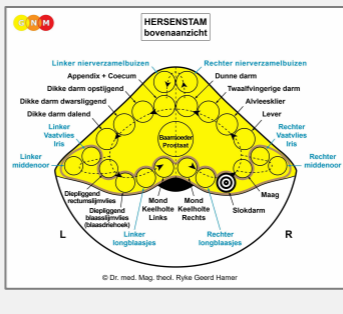 G N M
HERSENSTAM
bovenaanzicht
Linker nierverzamelbuizen
Rechter nierverzamelbuizen
Appendix + Coecum
Dunne darm
Dikke darm opstijgend
Twaalfvingerige darm
Dikke darm dwarsliggend
Alvleesklier
Dikke darm dalend
Lever
Linker
Vaatvlies
Iris
Rechter
Vaatvlies
Iris
Baarmoeder
Prostaat
Linker
middenoor
Rechter
middenoor
Diepliggend
rectumslijmvlies
Maag
Diepliggend
blaasslijmvlies
(blaasdriehoek)
Mond
Keelholte
Links
Mond
Keelholte
Rechts
Slokdarm
Linker
longblaasjes
Rechter
longblaasjes
L
R
© Dr. med. Mag. theol. Ryke Geerd Hamer